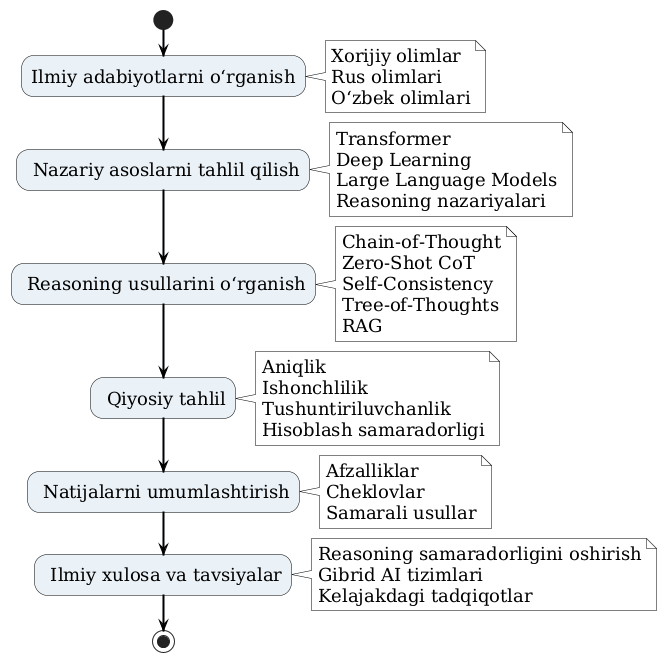 Ilmiy adabiyotlarni o‘rganish
Xorijiy olimlar
Rus olimlari
O‘zbek olimlari
Nazariy asoslarni tahlil qilish
Transformer
Deep Learning
Large Language Models
Reasoning nazariyalari
Reasoning usullarini o‘rganish
Chain-of-Thought
Zero-Shot CoT
Self-Consistency
Tree-of-Thoughts
RAG
Qiyosiy tahlil
Aniqlik
Ishonchlilik
Tushuntiriluvchanlik
Hisoblash samaradorligi
Natijalarni umumlashtirish
Afzalliklar
Cheklovlar
Samarali usullar
Ilmiy xulosa va tavsiyalar
Reasoning samaradorligini oshirish
Gibrid AI tizimlari
Kelajakdagi tadqiqotlar